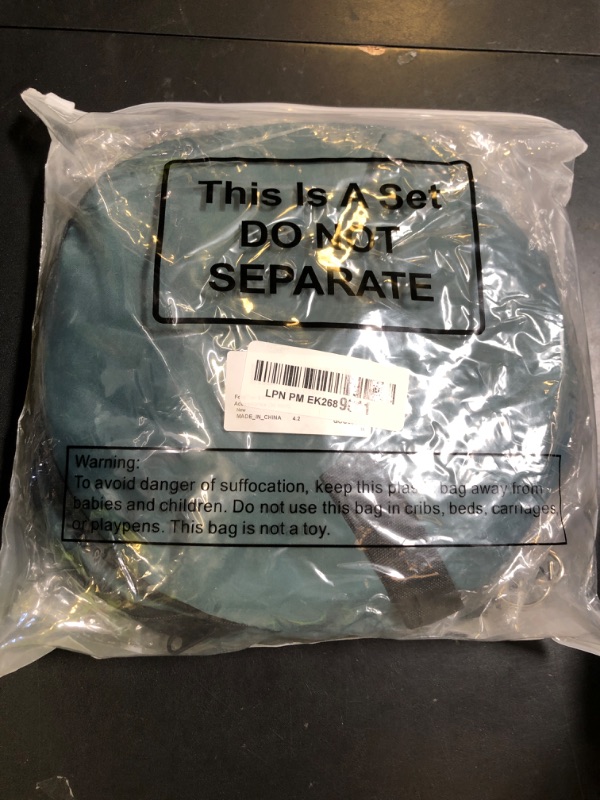 This Is A Set
DO NOT
SEPARATE
LPN PM EK268
MADE_IN_CHINA 4-2
Warning:
To avoid danger of suffocation, keep this bag away from
babies and children. Do not use this bag in cribs, beds, carriages
or playpens. This bag is not a toy.